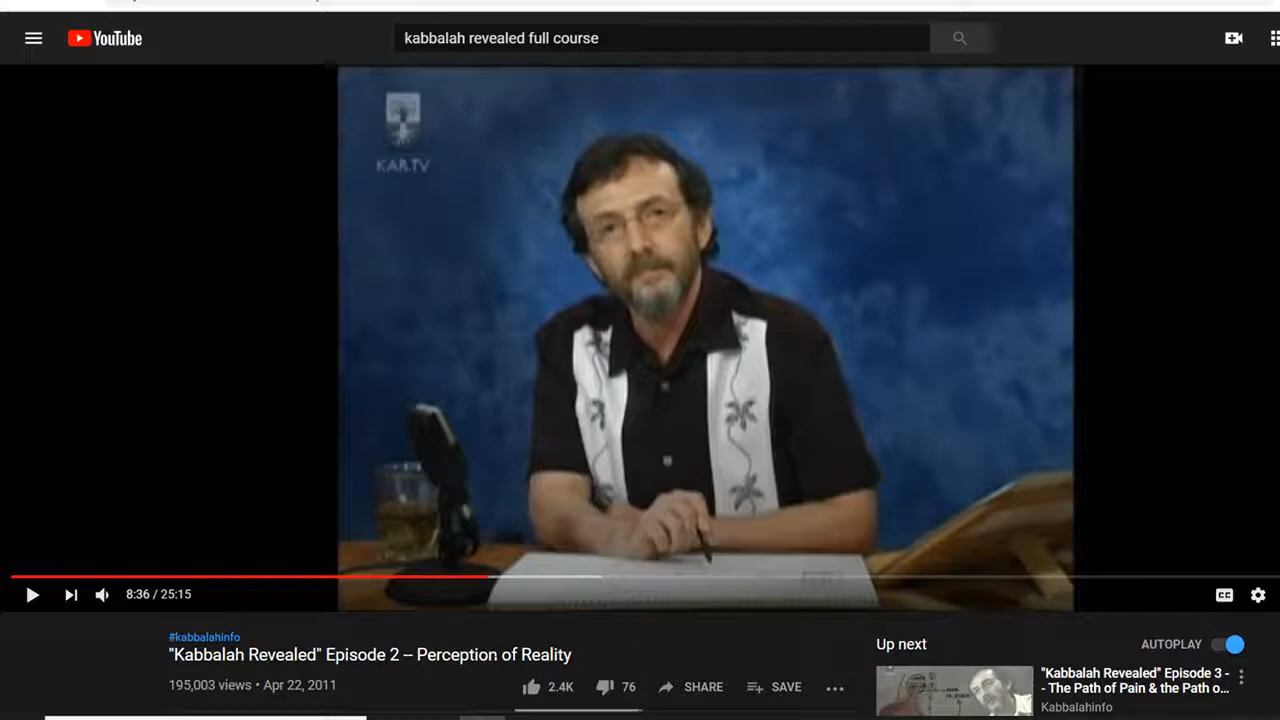 YouTube
kabbalah revealed full course
KAB.TV
8:36 / 25:15
CC
#kabbalahinfo
"Kabbalah Revealed" Episode 2 -- Perception of Reality
195,003 views • Apr 22, 2011
2.4K
76
SHARE
SAVE
Up next
AUTOPLAY
"Kabbalah Revealed" Episode 3 -
- The Path of Pain & the Path o...
Kabbalahinfo